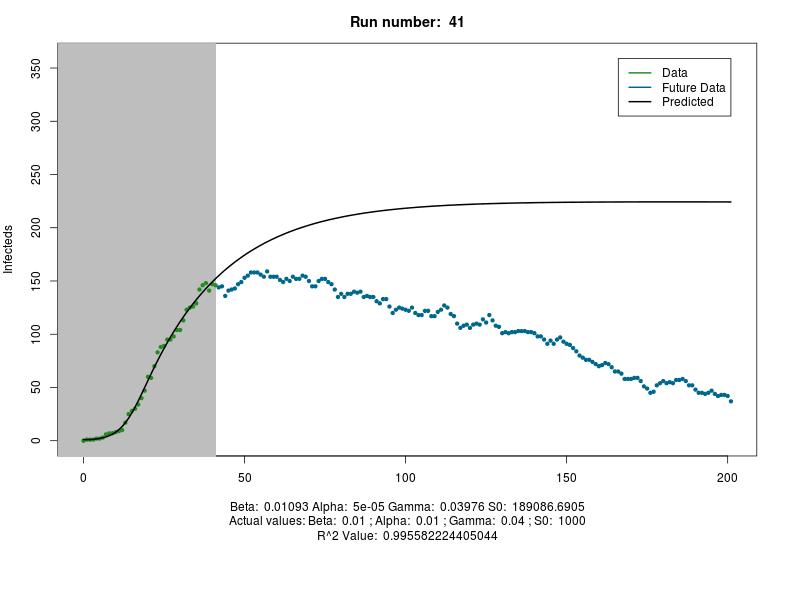 Run number: 41
350
300
250
200
150
100
50
0
Infecteds
Data
Future Data
Predicted
0 50 100 150 200
Beta: 0.01093 Alpha: 5e-05 Gamma: 0.03976 S0: 189086.6905
Actual values: Beta: 0.01 ; Alpha: 0.01 ; Gamma: 0.04 ; S0: 1000
R^2 Value: 0.995582224405044